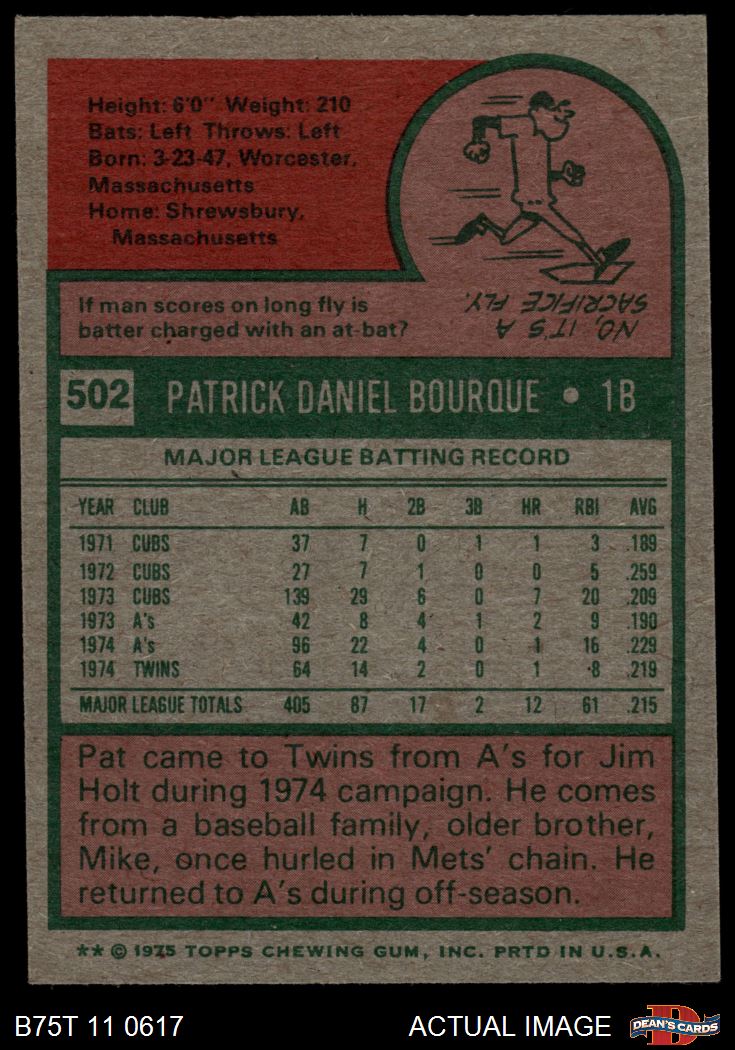 Height: 6'0" Weight: 210
Bats: Left Throws: Left
Born: 3-23-47, Worcester,
Massachusetts
Home: Shrewsbury,
Massachusetts
If man scores on long fly is
batter charged with an at-bat?
NO, IT'S A
SACRIFICE FLY.
502 PATRICK DANIEL BOURQUE • 1B
MAJOR LEAGUE BATTING RECORD
YEAR CLUB AB H 2B 3B HR RBI AVG
1971 CUBS 37 7 0 1 1 3 .189
1972 CUBS 27 7 1 0 0 5 .259
1973 CUBS 139 29 6 0 7 20 .209
1973 A's 42 8 4 1 2 9 .190
1974 A's 96 22 4 0 1 16 .229
1974 TWINS 64 14 2 0 1 8 .219
MAJOR LEAGUE TOTALS 405 87 17 2 12 61 .215
Pat came to Twins from A's for Jim
Holt during 1974 campaign. He comes
from a baseball family, older brother,
Mike, once hurled in Mets' chain. He
returned to A's during off-season.
** © 1975 TOPPS CHEWING GUM, INC. PRTD IN U.S.A.
B75T 11 0617 ACTUAL IMAGE DEAN'S CARDS